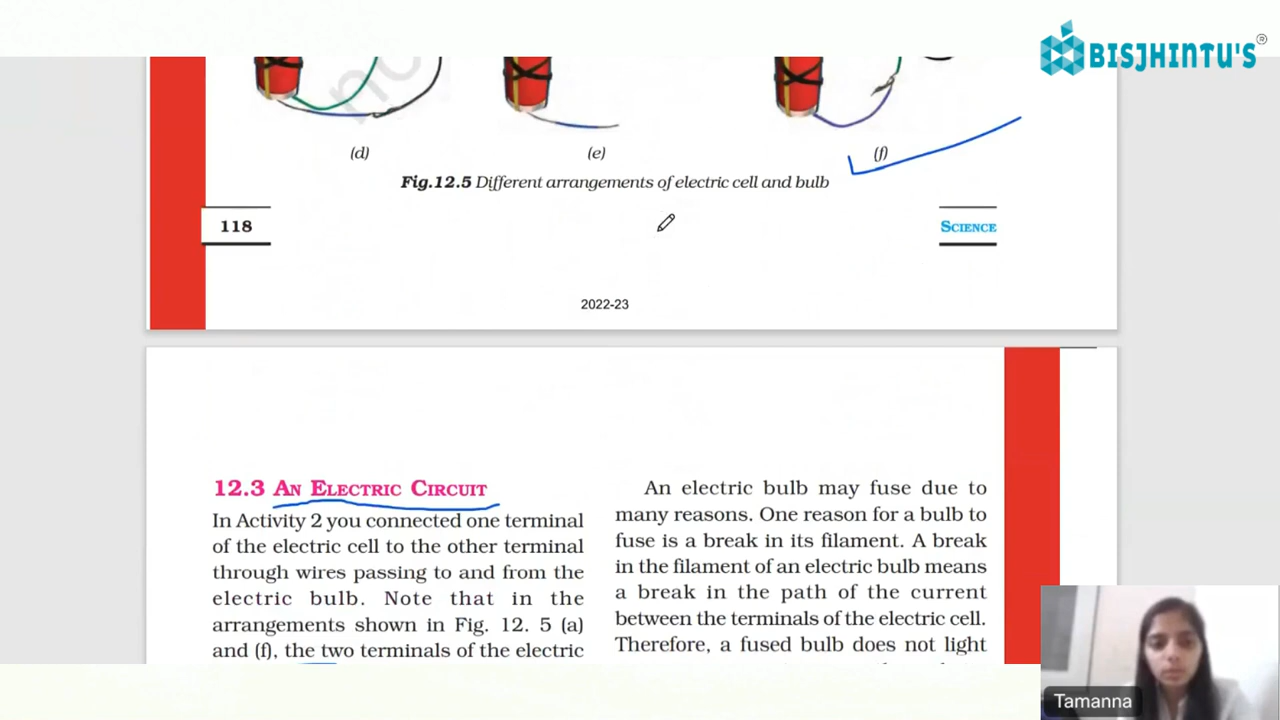 BISJHINTU'S®
(d)
(e)
(f)
Fig.12.5 Different arrangements of electric cell and bulb
118
SCIENCE
2022-23
12.3 AN ELECTRIC CIRCUIT
In Activity 2 you connected one terminal
of the electric cell to the other terminal
through wires passing to and from the
electric bulb. Note that in the
arrangements shown in Fig. 12. 5 (a)
and (f), the two terminals of the electric
An electric bulb may fuse due to
many reasons. One reason for a bulb to
fuse is a break in its filament. A break
in the filament of an electric bulb means
a break in the path of the current
between the terminals of the electric cell.
Therefore, a fused bulb does not light
Tamanna